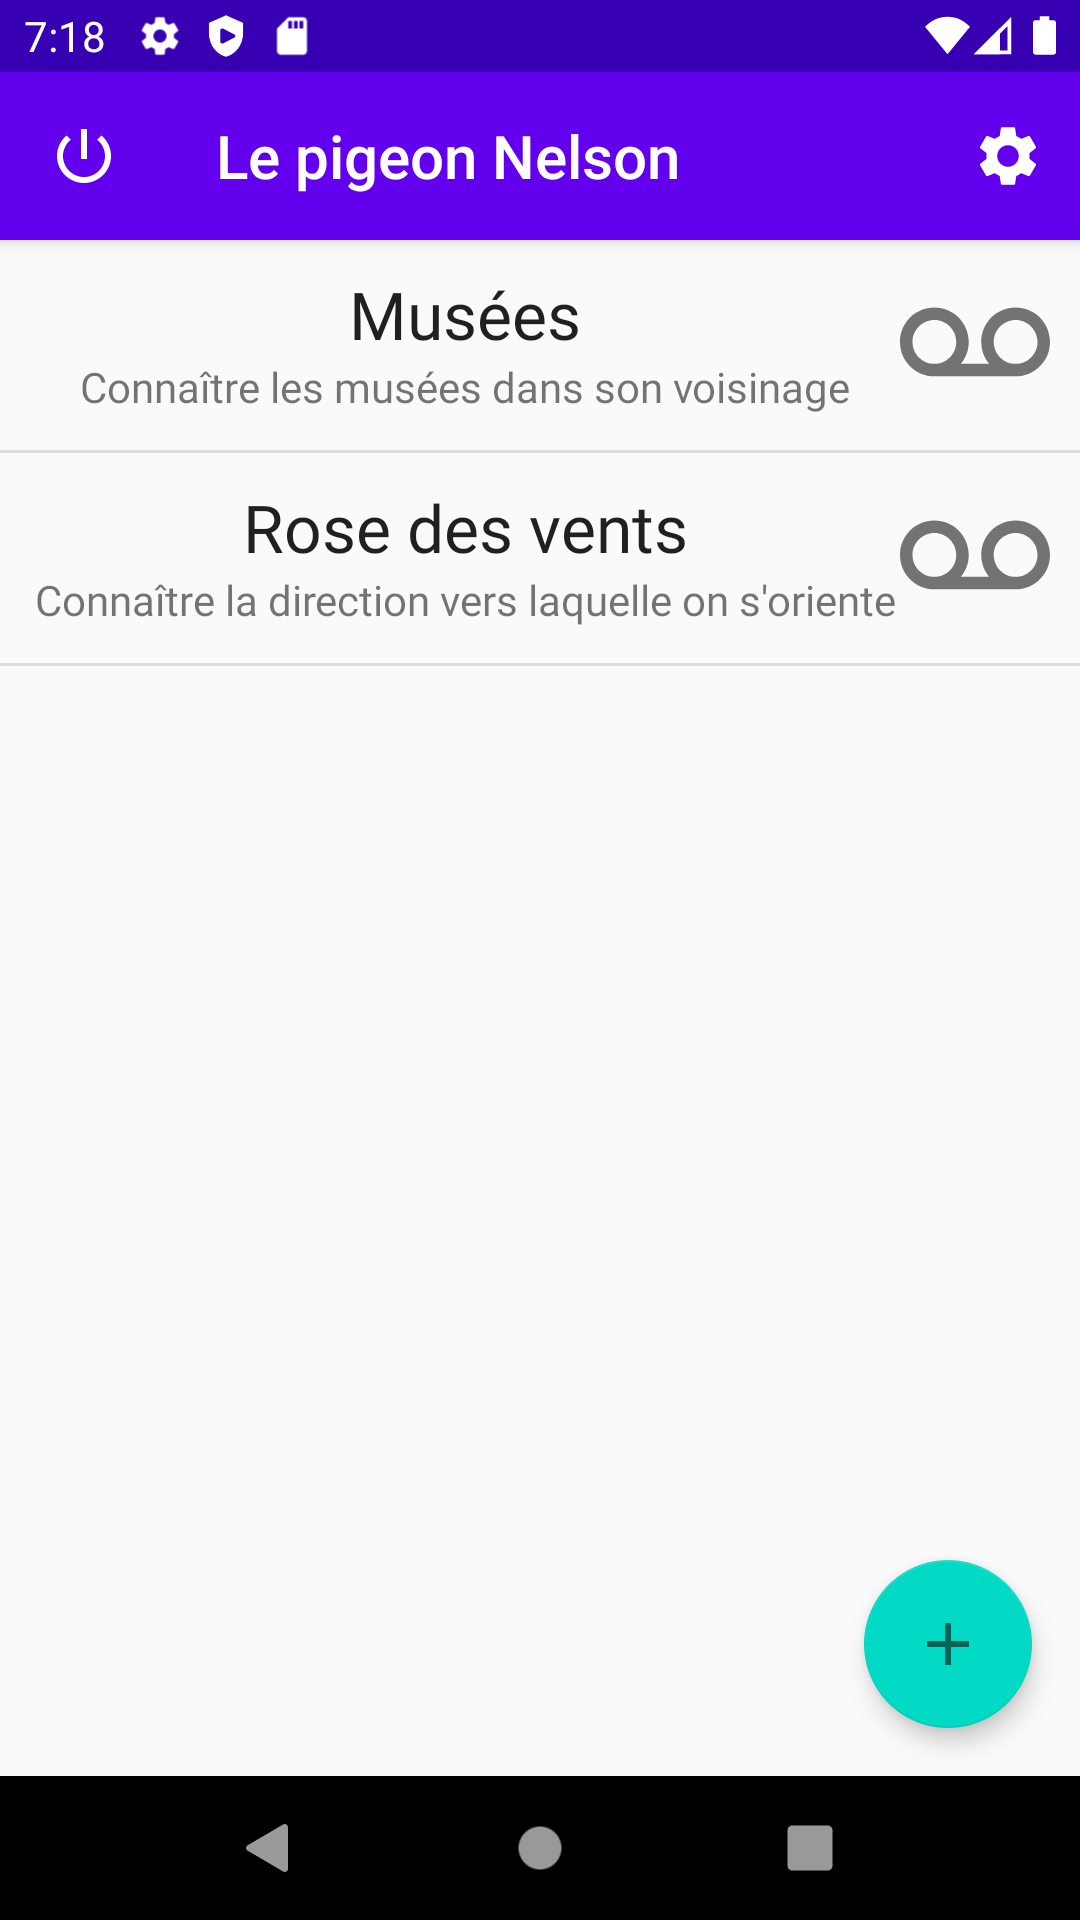 7:18
Le pigeon Nelson
Musées
Connaître les musées dans son voisinage
Rose des vents
Connaître la direction vers laquelle on s'oriente